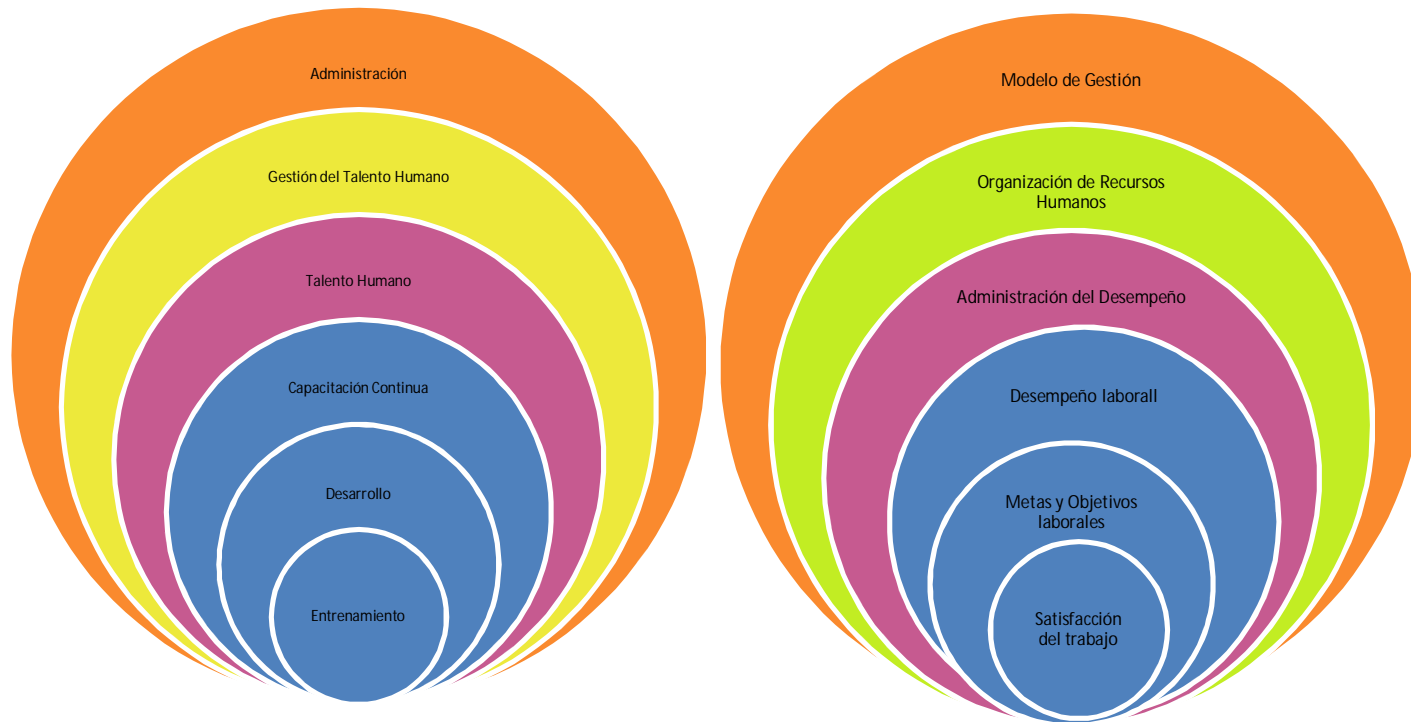 Administración
Gestión del Talento Humano
Talento Humano
Capacitación Continua
Desarrollo
Entrenamiento
Modelo de Gestión
Organización de Recursos
Humanos
Administración del Desempeño
Desempeño laborall
Metas y Objetivos
laborales
Satisfacción
del trabajo